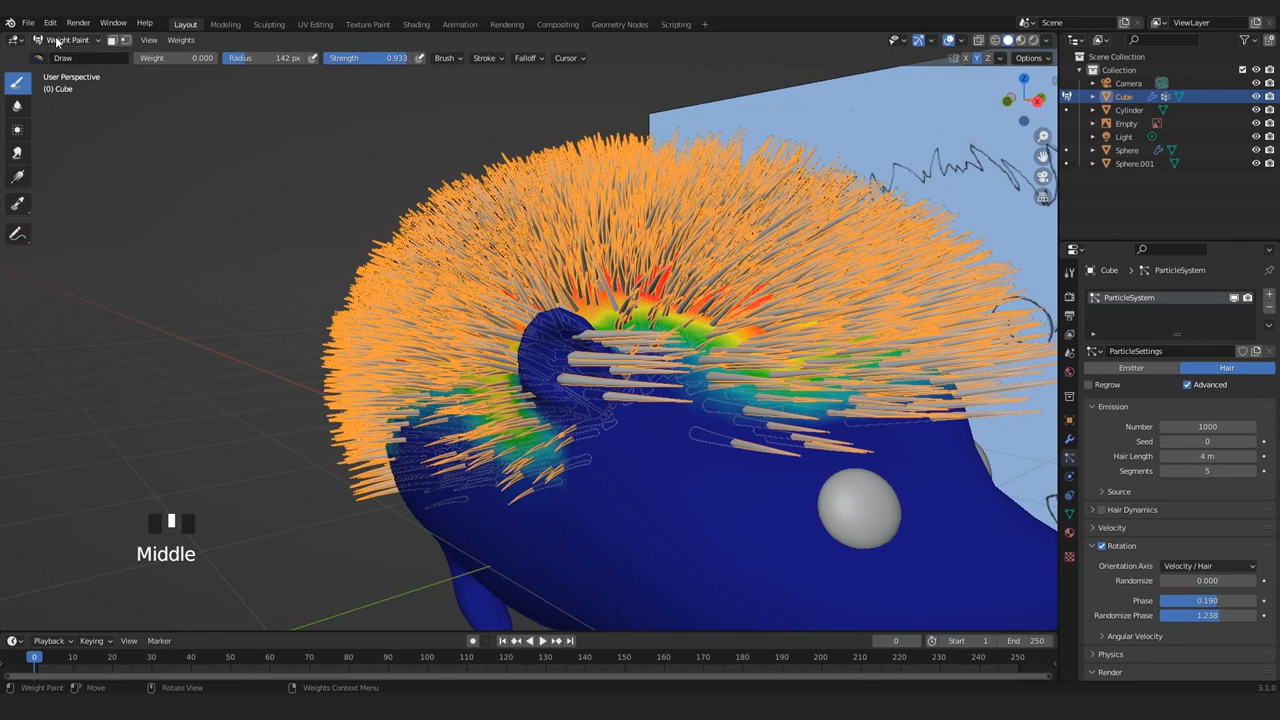 File Edit Render Window Help Layout Modeling Sculpting UV Editing Texture Paint Shading Animation Rendering Compositing Geometry Nodes Scripting + Scene ViewLayer
Weight Paint View Weights
Draw Weight 0.000 Radius 142 px Strength 0.933 Brush Stroke Falloff Cursor X Y Z Options
User Perspective
(0) Cube
Z
X
Scene Collection
Collection
Camera
Cube
Cylinder
Empty
Light
Sphere
Sphere.001
Cube ParticleSystem
ParticleSystem
ParticleSettings
Emitter Hair
Regrow Advanced
Emission
Number 1000
Seed 0
Hair Length 4 m
Segments 5
Source
Hair Dynamics
Velocity
Rotation
Orientation Axis Velocity / Hair
Randomize 0.000
Phase 0.190
Randomize Phase 1.238
Angular Velocity
Physics
Render
Middle
Playback Keying View Marker 0 Start 1 End 250
0 10 20 30 40 50 60 70 80 90 100 110 120 130 140 150 160 170 180 190 200 210 220 230 240 250
Weight Paint Move Rotate View Weights Context Menu 3.1.0